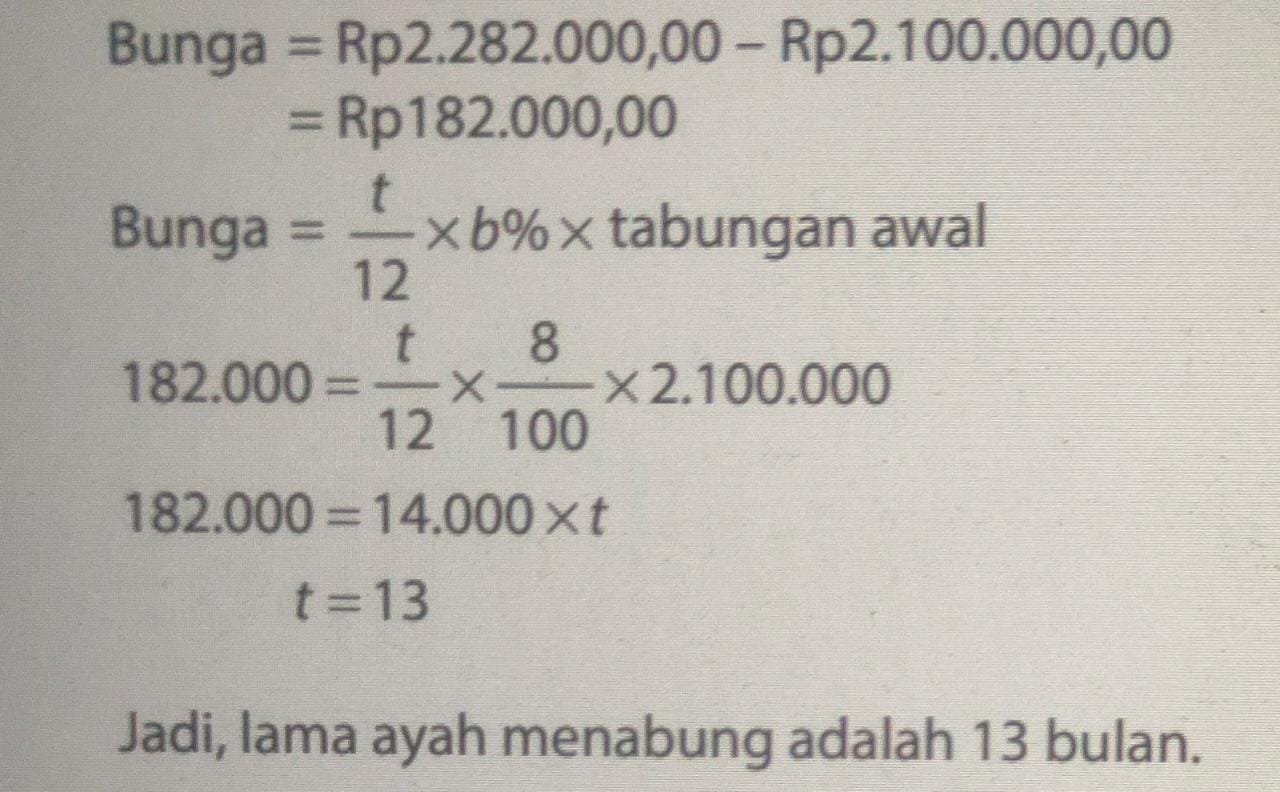 Bunga = Rp2.282.000,00 – Rp2.100.000,00
= Rp182.000,00
Bunga = t/12 × b% × tabungan awal
182.000 = t/12 × 8/100 × 2.100.000
182.000 = 14.000 × t
t = 13
Jadi, lama ayah menabung adalah 13 bulan.